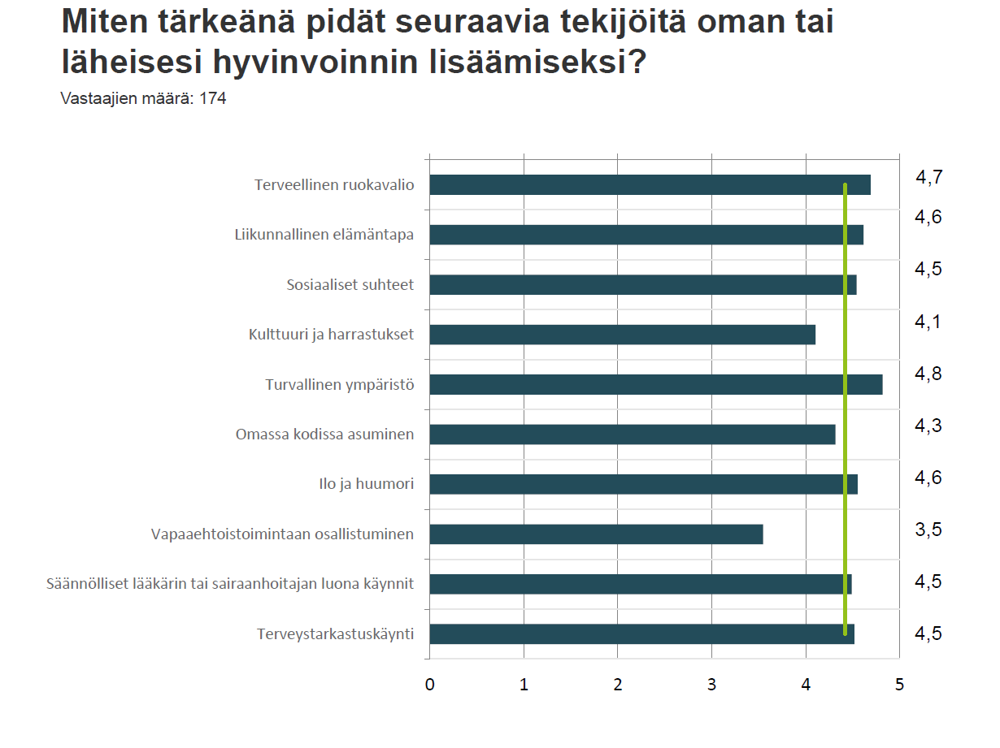 Miten tärkeänä pidät seuraavia tekijöitä oman tai
läheisesi hyvinvoinnin lisäämiseksi?
Vastaajien määrä: 174
Terveellinen ruokavalio 4,7
Liikunnallinen elämäntapa 4,6
Sosiaaliset suhteet 4,5
Kulttuuri ja harrastukset 4,1
Turvallinen ympäristö 4,8
Omassa kodissa asuminen 4,3
Ilo ja huumori 4,6
Vapaaehtoistoimintaan osallistuminen 3,5
Säännölliset lääkärin tai sairaanhoitajan luona käynnit 4,5
Terveystarkastuskäynti 4,5
0 1 2 3 4 5